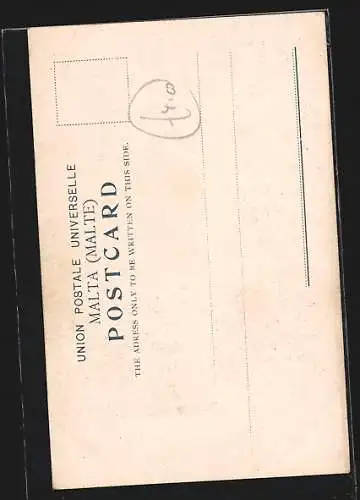 UNION POSTALE UNIVERSELLE
MALTA (MALTE)
POSTCARD
THE ADRESS ONLY TO BE WRITTEN ON THIS SIDE.